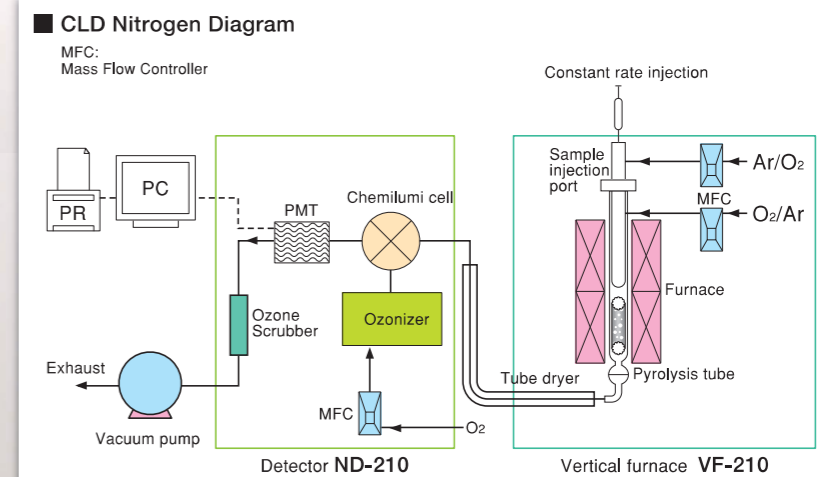 CLD Nitrogen Diagram
MFC:
Mass Flow Controller
Constant rate injection
Sample
injection
port
Ar/O2
MFC
O2/Ar
PR
PC
PMT
Chemilumi cell
Furnace
Ozone
Scrubber
Ozonizer
Exhaust
Tube dryer
Pyrolysis tube
MFC
O2
Vacuum pump
Detector ND-210
Vertical furnace VF-210